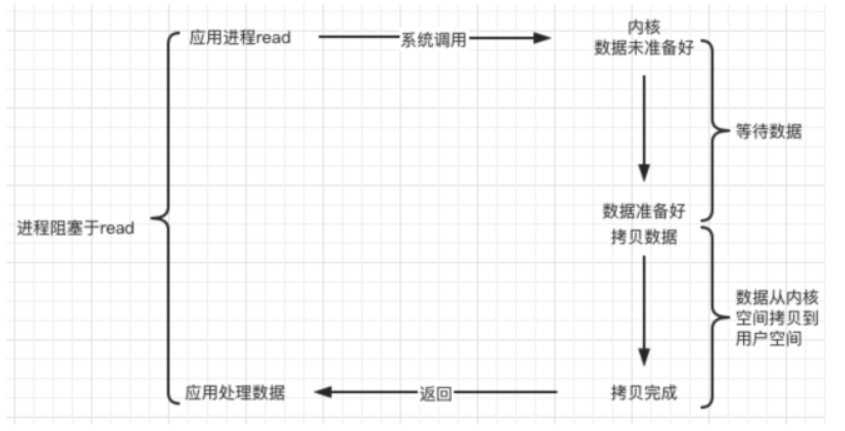 应用进程read
系统调用
内核
数据未准备好
等待数据
数据准备好
进程阻塞于read
拷贝数据
数据从内核
空间拷贝到
用户空间
应用处理数据
返回
拷贝完成